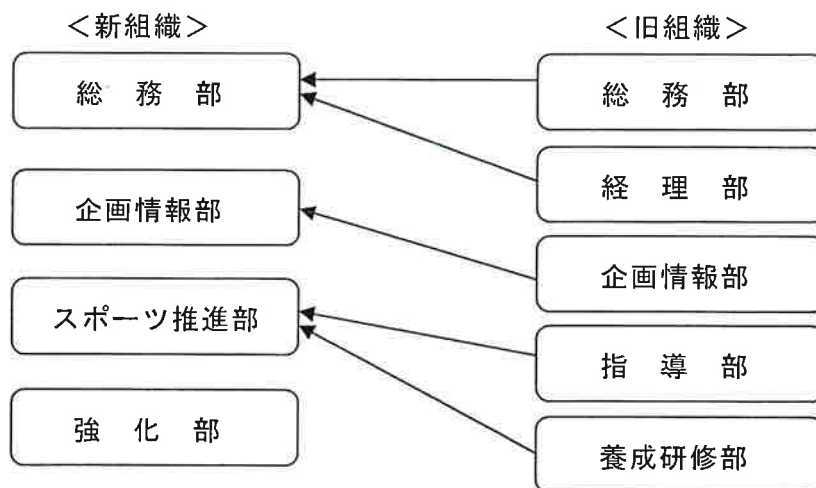 ＜新組織＞
総務部
企画情報部
スポーツ推進部
強化部
＜旧組織＞
総務部
経理部
企画情報部
指導部
養成研修部